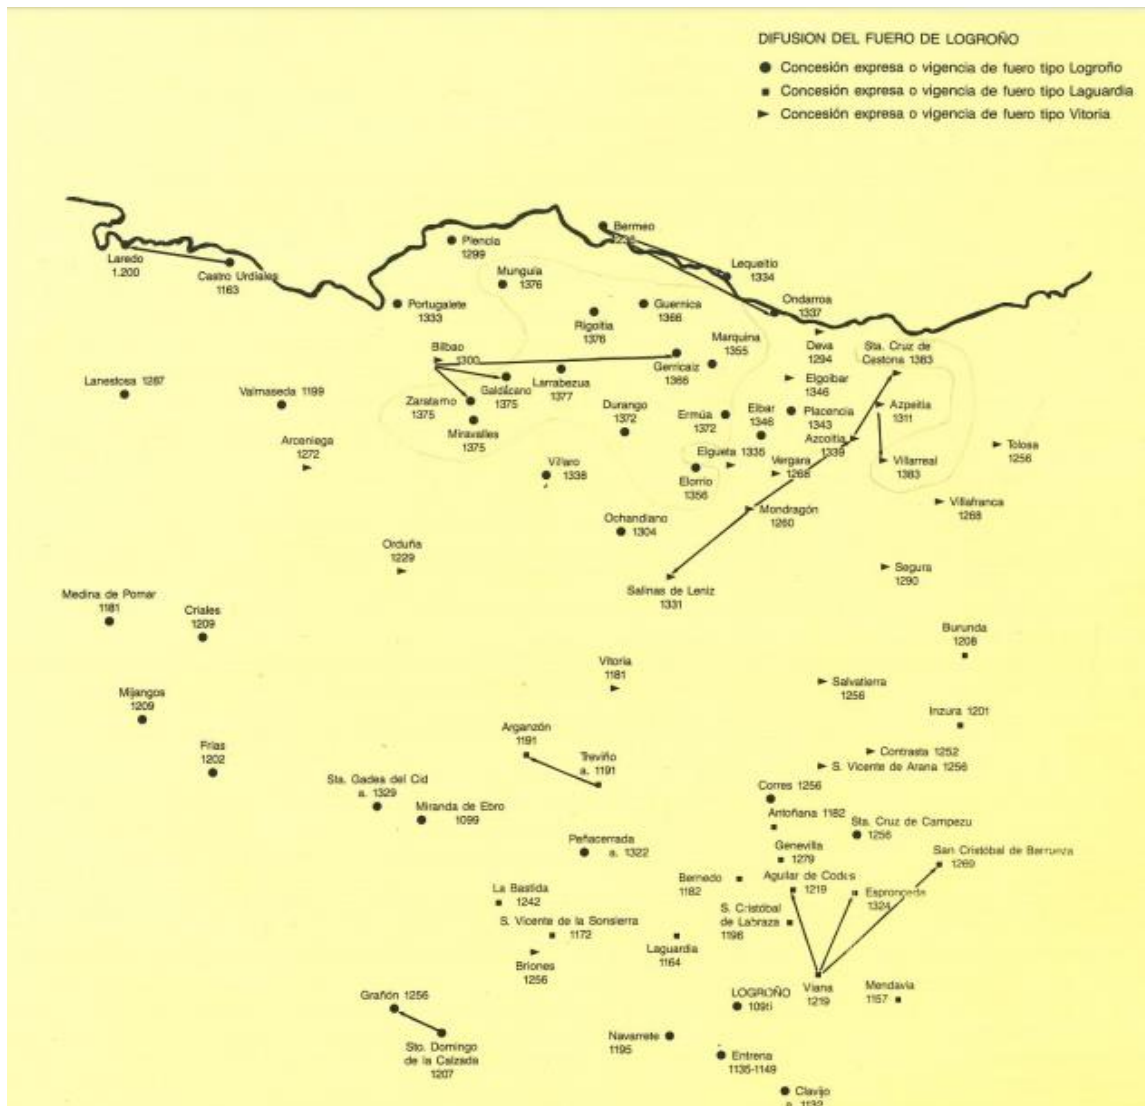 DIFUSION DEL FUERO DE LOGROÑO
Concesión expresa o vigencia de fuero tipo Logroño
Concesión expresa o vigencia de fuero tipo Laguardia
Concesión expresa o vigencia de fuero tipo Vitoria
Laredo
1.200
Castro Urdiales
1163
Plencia
1299
Munguía
1376
Bermeo
Lequeitio
1334
Ondarroa
1337
Portugalete
1333
Rigoitia
1376
Guernica
1366
Marquina
1355
Deva
1294
Sta. Cruz de
Cestona 1383
Bilbao
1300
Gerricaiz
1366
Elgoibar
1346
Lanestosa 1287
Valmaseda 1199
Zaratamo
1375
Galdácano
1375
Larrabezua
1377
Azpeitia
1311
Miravalles
1375
Durango
1372
Ermúa
1372
Eibar
1346
Placencia
1343
Azcoitia
1339
Arceniega
1272
Villaro
1338
Elgueta 1335
Elorrio
1356
Vergara
1268
Villarreal
1383
Tolosa
1256
Mondragón
1260
Villafranca
1268
Ochandiano
1304
Orduña
1229
Salinas de Leniz
1331
Segura
1290
Medina de Pomar
1181
Criales
1209
Burunda
1208
Vitoria
1181
Salvatierra
1256
Mijangos
1209
Inzura 1201
Frias
1202
Arganzón
1191
Treviño
a. 1191
Contrasta 1252
S. Vicente de Arana 1256
Sta. Gadea del Cid
a. 1329
Miranda de Ebro
1099
Corres 1256
Antoñana 1182
Sta. Cruz de Campezu
1256
Peñacerrada
a. 1322
Genevilla
1279
San Cristóbal de Berrueza
1269
La Bastida
1242
Bernedo
1182
Aguilar de Codés
1219
Espronceda
1324
S. Vicente de la Sonsierra
1172
S. Cristóbal
de Labraza
1196
Briones
1256
Laguardia
1164
Viana
1219
Mendavia
1157
Grañón 1256
LOGROÑO
1095
Sto. Domingo
de la Calzada
1207
Navarrete
1195
Entrena
1135-1149
Clavijo